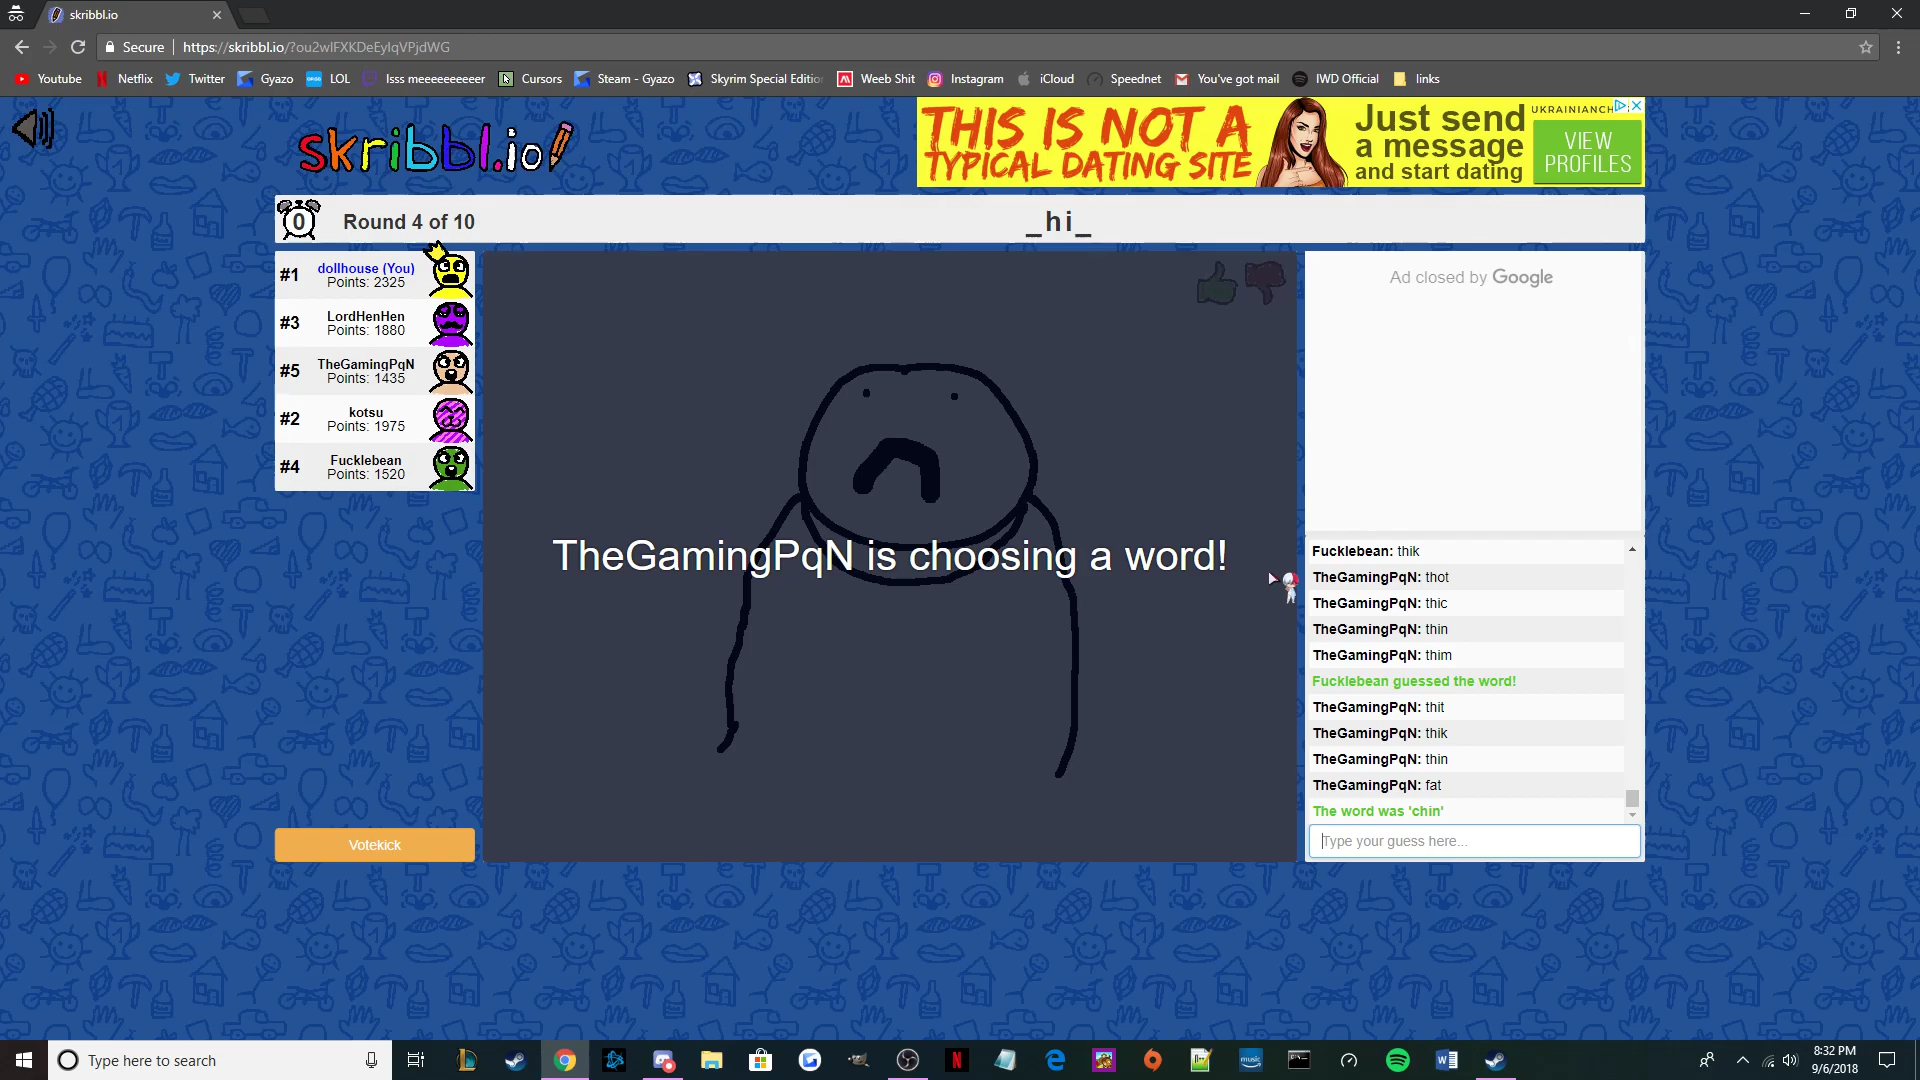 skribbl.io
Secure
https://skribbl.io/?ou2wlFXKDeEylqVPjdWG
Youtube
Netflix
Twitter
Gyazo
LOL
Isss meeeeeeeeeer
Cursors
Steam - Gyazo
Skyrim Special Edition
Weeb Shit
Instagram
iCloud
Speednet
You've got mail
IWD Official
links
skribbl.io
THIS IS NOT A
TYPICAL DATING SITE
Just send
a message
and start dating
UKRAINIANCH
VIEW
PROFILES
0
Round 4 of 10
_hi_
#1
dollhouse (You)
Points: 2325
#3
LordHenHen
Points: 1880
#5
TheGamingPqN
Points: 1435
#2
kotsu
Points: 1975
#4
Fucklebean
Points: 1520
Votekick
TheGamingPqN is choosing a word!
Ad closed by Google
Fucklebean: thik
TheGamingPqN: thot
TheGamingPqN: thic
TheGamingPqN: thin
TheGamingPqN: thim
Fucklebean guessed the word!
TheGamingPqN: thit
TheGamingPqN: thik
TheGamingPqN: thin
TheGamingPqN: fat
The word was 'chin'
Type your guess here...
Type here to search
8:32 PM
9/6/2018